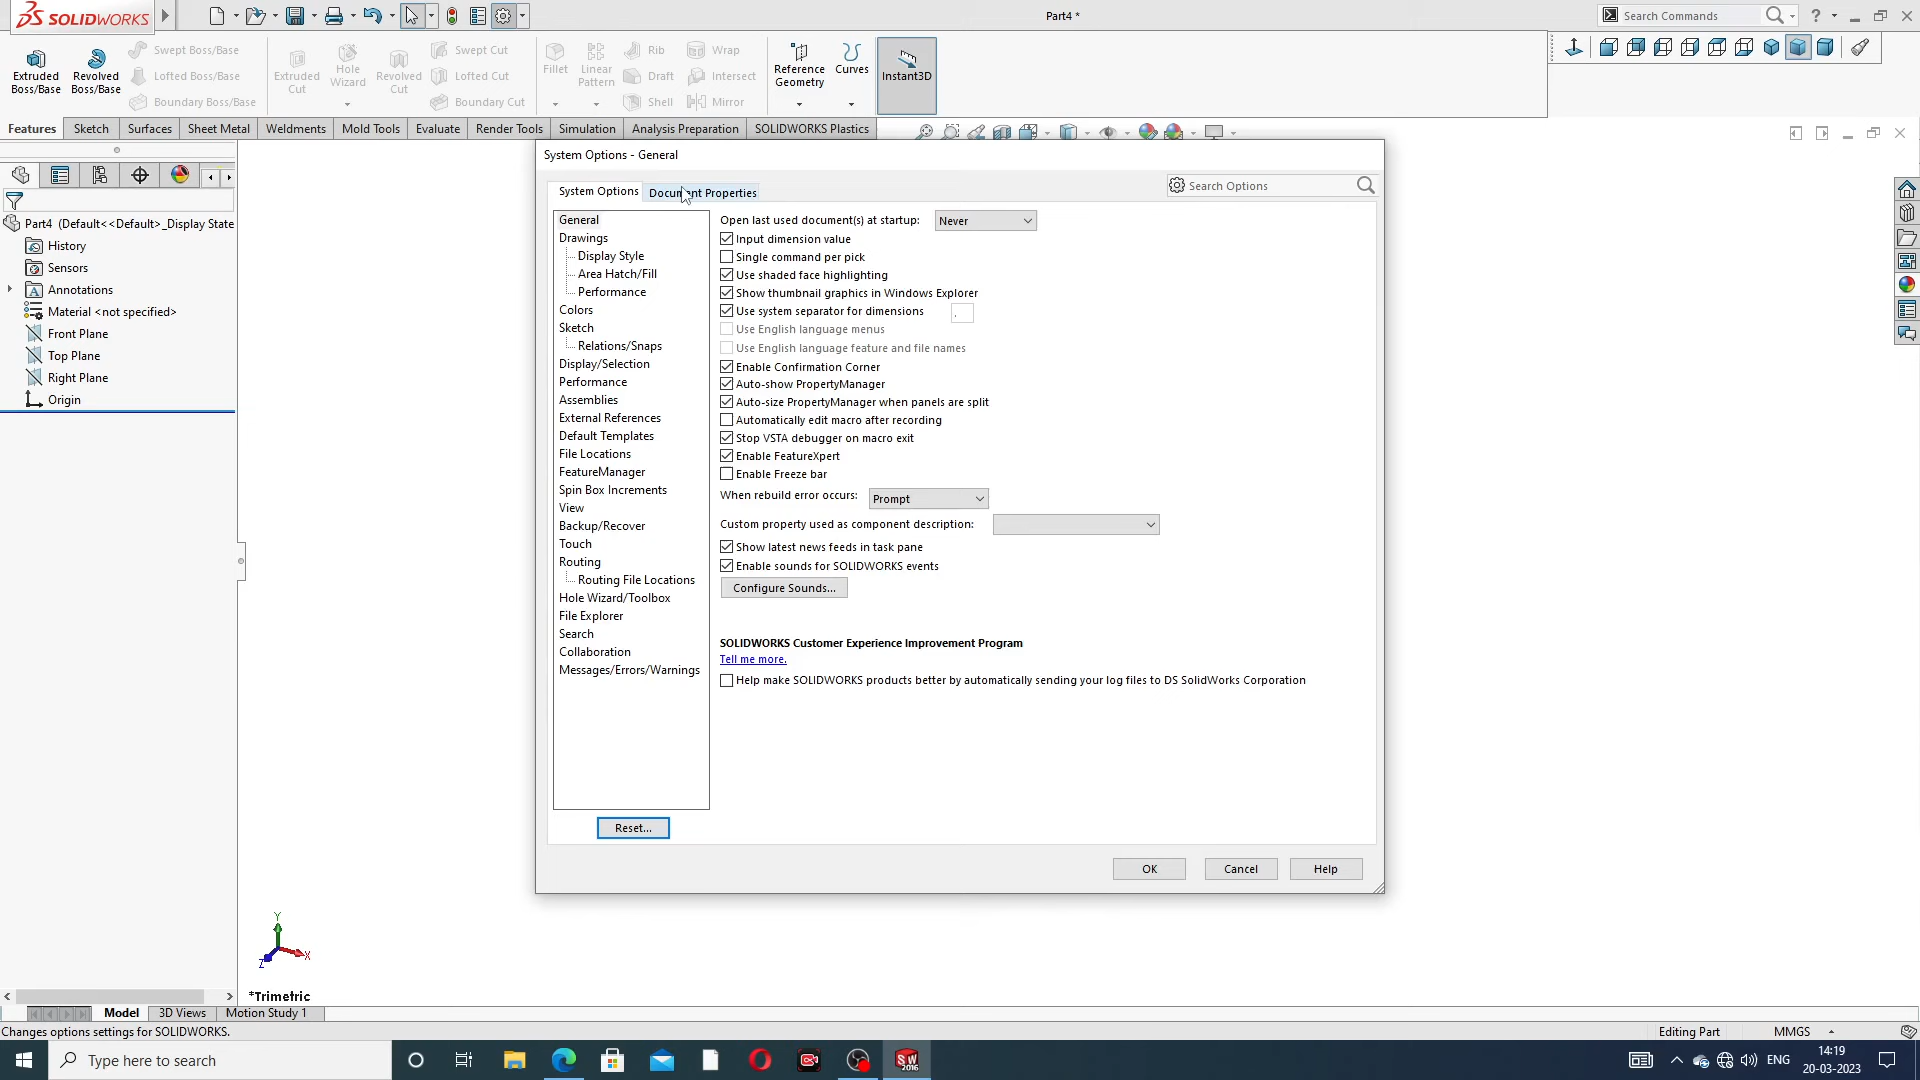 SOLIDWORKS
Part4 *
Search Commands
Extruded Boss/Base
Revolved Boss/Base
Swept Boss/Base
Lofted Boss/Base
Boundary Boss/Base
Extruded Cut
Hole Wizard
Revolved Cut
Swept Cut
Lofted Cut
Boundary Cut
Fillet
Linear Pattern
Rib
Draft
Shell
Wrap
Intersect
Mirror
Reference Geometry
Curves
Instant3D
Features
Sketch
Surfaces
Sheet Metal
Weldments
Mold Tools
Evaluate
Render Tools
Simulation
Analysis Preparation
SOLIDWORKS Plastics
Part4 (Default<<Default>_Display State
History
Sensors
Annotations
Material <not specified>
Front Plane
Top Plane
Right Plane
Origin
System Options - General
System Options
Document Properties
Search Options
General
Drawings
Display Style
Area Hatch/Fill
Performance
Colors
Sketch
Relations/Snaps
Display/Selection
Performance
Assemblies
External References
Default Templates
File Locations
FeatureManager
Spin Box Increments
View
Backup/Recover
Touch
Routing
Routing File Locations
Hole Wizard/Toolbox
File Explorer
Search
Collaboration
Messages/Errors/Warnings
Reset...
Open last used document(s) at startup: Never
Input dimension value
Single command per pick
Use shaded face highlighting
Show thumbnail graphics in Windows Explorer
Use system separator for dimensions .
Use English language menus
Use English language feature and file names
Enable Confirmation Corner
Auto-show PropertyManager
Auto-size PropertyManager when panels are split
Automatically edit macro after recording
Stop VSTA debugger on macro exit
Enable FeatureXpert
Enable Freeze bar
When rebuild error occurs: Prompt
Custom property used as component description:
Show latest news feeds in task pane
Enable sounds for SOLIDWORKS events
Configure Sounds...
SOLIDWORKS Customer Experience Improvement Program
Tell me more.
Help make SOLIDWORKS products better by automatically sending your log files to DS SolidWorks Corporation
OK
Cancel
Help
Y
X
Z
*Trimetric
Model
3D Views
Motion Study 1
Changes options settings for SOLIDWORKS.
Editing Part
MMGS
Type here to search
SW
2016
ENG
14:19
20-03-2023